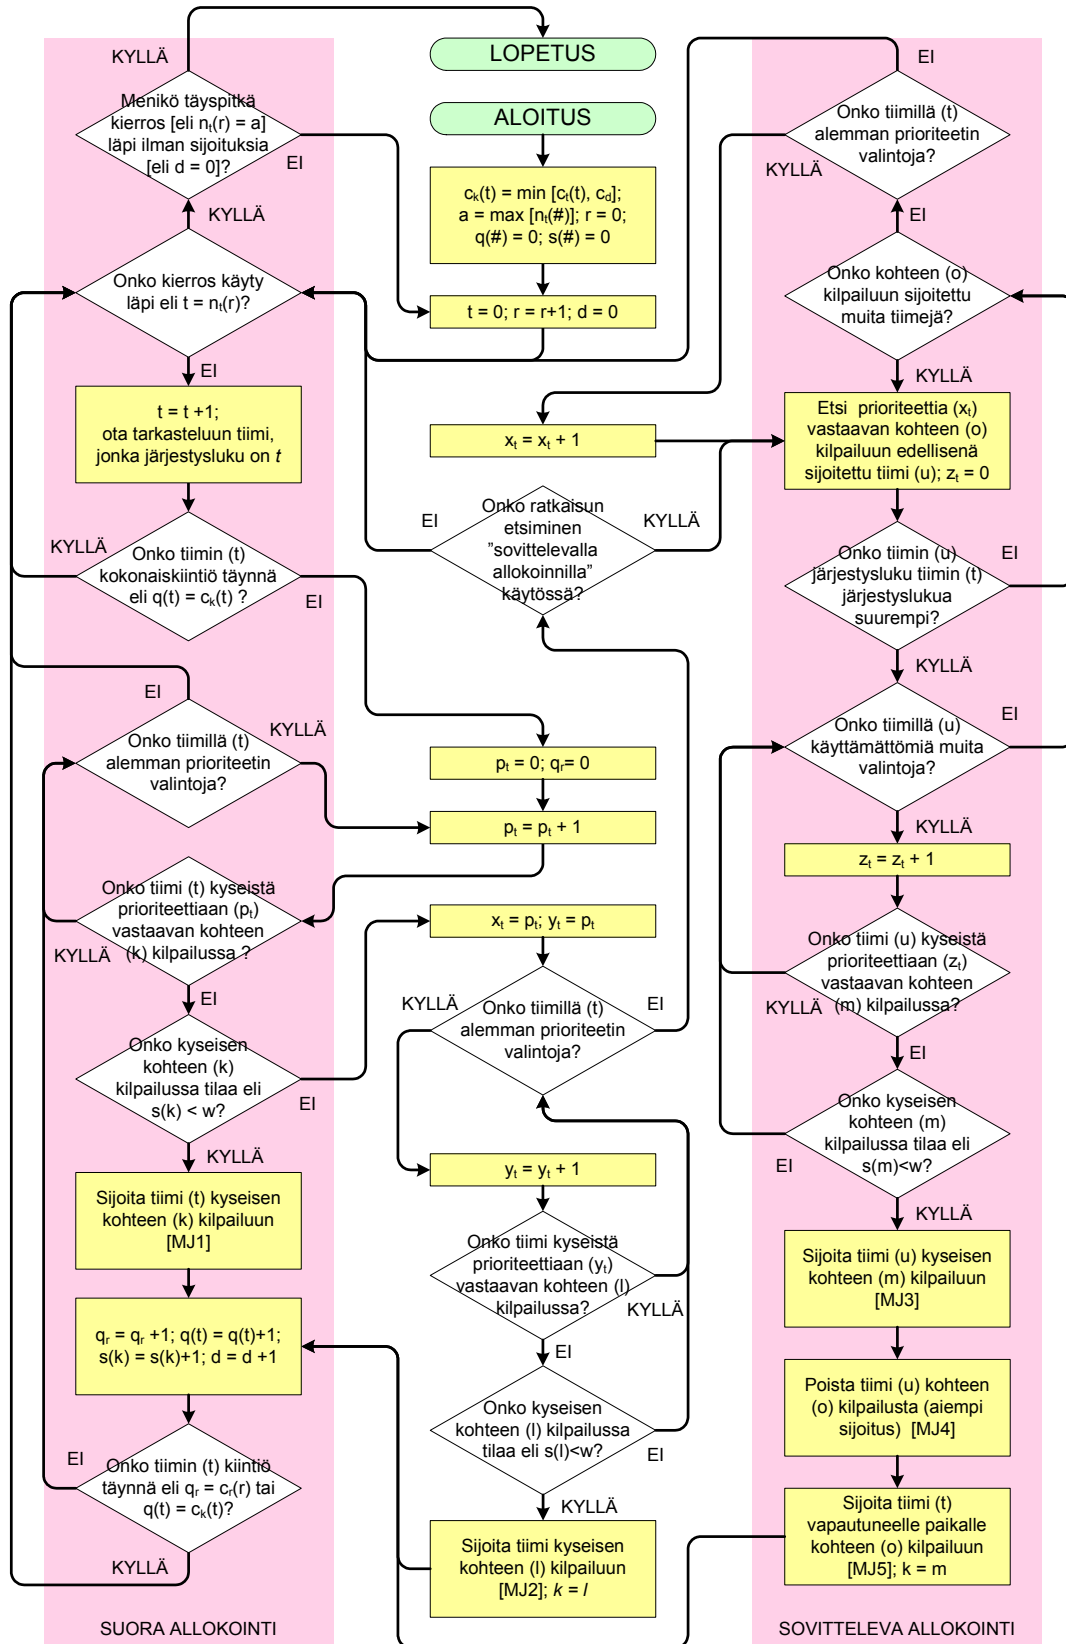 KYLLÄ
LOPETUS
EI
Menikö täyspitkä
kierros [eli nt(r) = a]
läpi ilman sijoituksia
[eli d = 0]?
EI
KYLLÄ
ALOITUS
Onko tiimillä (t)
alemman prioriteetin
valintoja?
KYLLÄ
EI
ck(t) = min [ct(t), cd];
a = max [nt(#)]; r = 0;
q(#) = 0; s(#) = 0
Onko kierros käyty
läpi eli t = nt(r)?
EI
t = 0; r = r+1; d = 0
Onko kohteen (o)
kilpailuun sijoitettu
muita tiimejä?
KYLLÄ
t = t +1;
ota tarkasteluun tiimi,
jonka järjestysluku on t
xt = xt + 1
Etsi prioriteettia (xt)
vastaavan kohteen (o)
kilpailuun edellisenä
sijoitettu tiimi (u); zt = 0
KYLLÄ
Onko tiimin (t)
kokonaiskiintiö täynnä
eli q(t) = ck(t) ?
EI
EI
Onko ratkaisun
etsiminen
”sovittelevalla
allokoinnilla”
käytössä?
KYLLÄ
Onko tiimin (u)
järjestysluku tiimin (t)
järjestyslukua
suurempi?
EI
KYLLÄ
EI
Onko tiimillä (t)
alemman prioriteetin
valintoja?
KYLLÄ
pt = 0; qr= 0
pt = pt + 1
Onko tiimillä (u)
käyttämättömiä muita
valintoja?
EI
KYLLÄ
zt = zt + 1
Onko tiimi (t) kyseistä
prioriteettiaan (pt)
vastaavan kohteen
(k) kilpailussa ?
KYLLÄ
EI
xt = pt; yt = pt
Onko tiimi (u) kyseistä
prioriteettiaan (zt)
vastaavan kohteen
(m) kilpailussa?
KYLLÄ
EI
KYLLÄ
Onko tiimillä (t)
alemman prioriteetin
valintoja?
EI
Onko kyseisen
kohteen (k)
kilpailussa tilaa eli
s(k) < w?
EI
KYLLÄ
Onko kyseisen
kohteen (m)
kilpailussa tilaa eli
s(m)<w?
EI
KYLLÄ
yt = yt + 1
Sijoita tiimi (t) kyseisen
kohteen (k) kilpailuun
[MJ1]
Onko tiimi kyseistä
prioriteettiaan (yt)
vastaavan kohteen (l)
kilpailussa?
KYLLÄ
EI
Sijoita tiimi (u) kyseisen
kohteen (m) kilpailuun
[MJ3]
qr = qr +1; q(t) = q(t)+1;
s(k) = s(k)+1; d = d +1
Onko kyseisen
kohteen (l) kilpailussa
tilaa eli s(l)<w?
EI
KYLLÄ
Poista tiimi (u) kohteen
(o) kilpailusta (aiempi
sijoitus) [MJ4]
EI
Onko tiimin (t) kiintiö
täynnä eli qr = cr(r) tai
q(t) = ck(t)?
KYLLÄ
Sijoita tiimi kyseisen
kohteen (l) kilpailuun
[MJ2]; k = l
Sijoita tiimi (t)
vapautuneelle paikalle
kohteen (o) kilpailuun
[MJ5]; k = m
SUORA ALLOKOINTI
SOVITTELEVA ALLOKOINTI